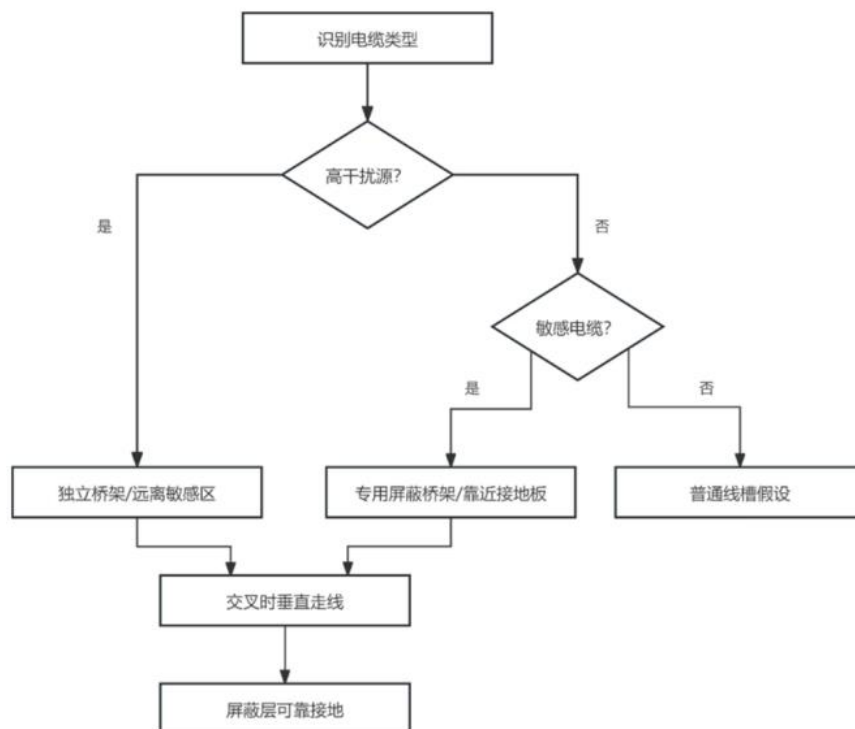 识别电缆类型
高干扰源?
是
否
敏感电缆?
是
否
独立桥架/远离敏感区
专用屏蔽桥架/靠近接地板
普通线槽假设
交叉时垂直走线
屏蔽层可靠接地